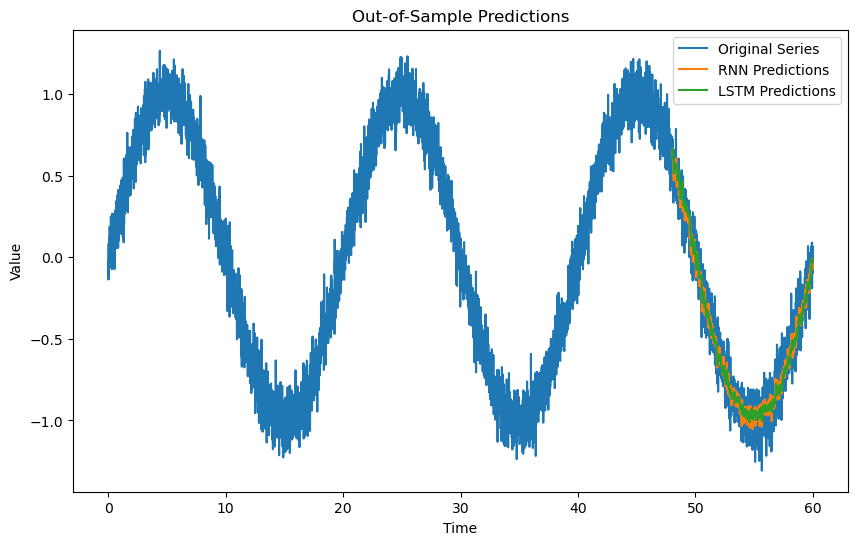 Out-of-Sample Predictions
Original Series
RNN Predictions
LSTM Predictions
Value
1.0
0.5
0.0
−0.5
−1.0
0
10
20
30
40
50
60
Time